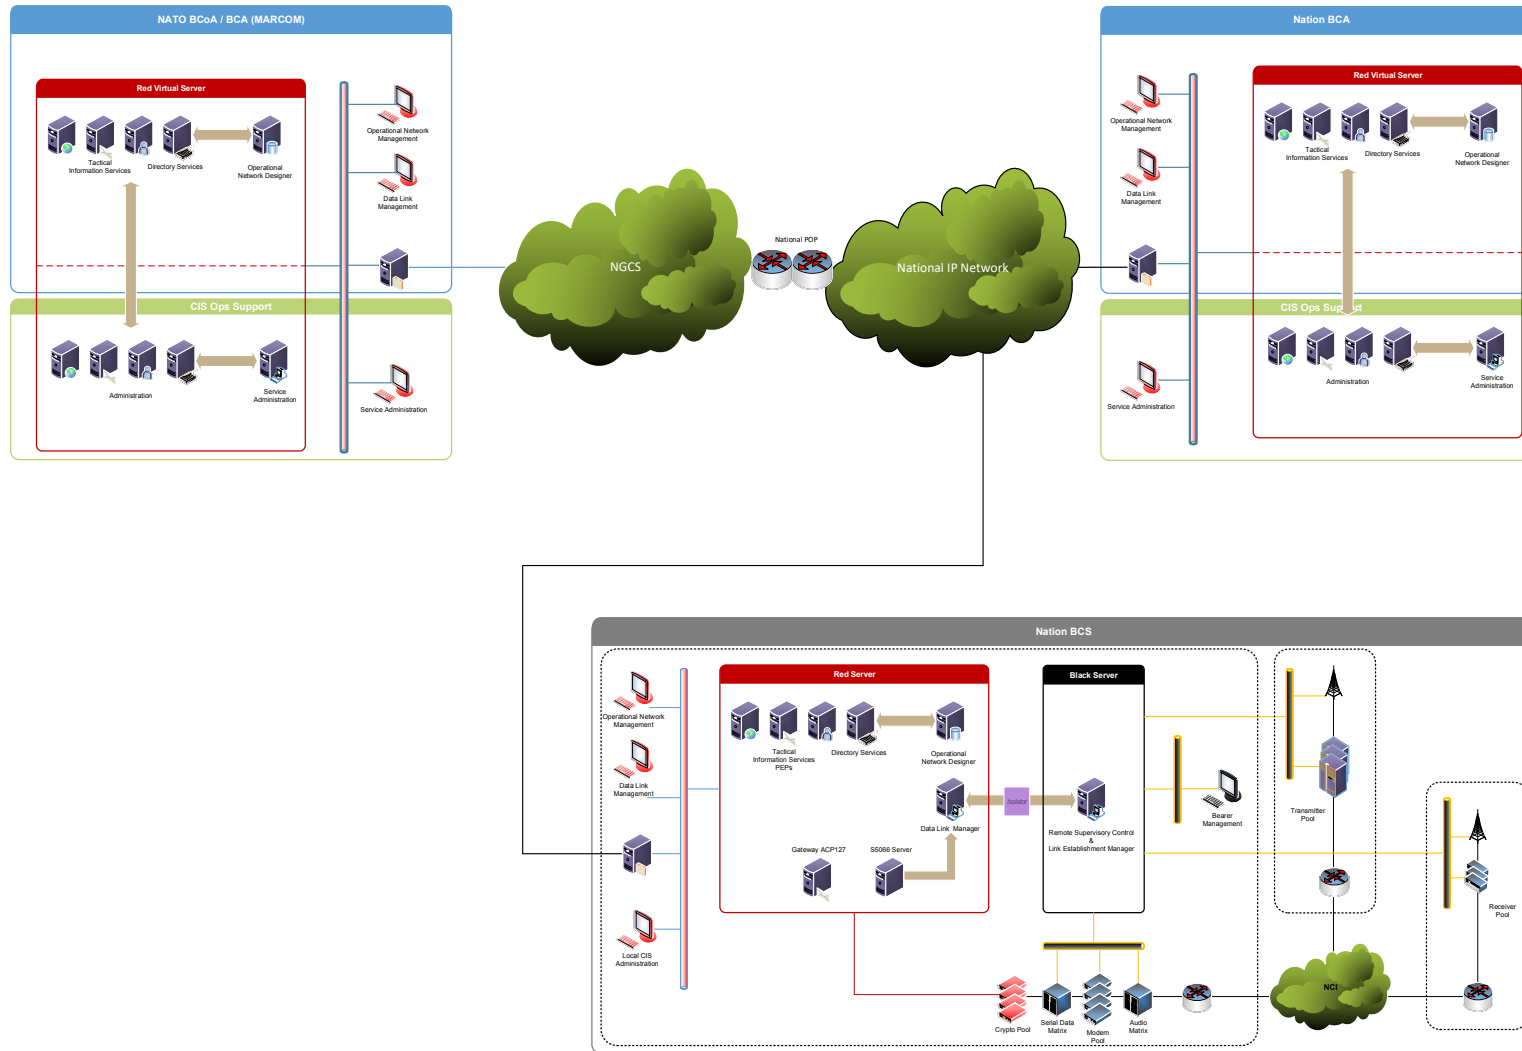 NATO BCoA / BCA (MARCOM)
Red Virtual Server
Tactical
Information Services
Directory Services
Operational
Network Designer
Operational Network
Management
Data Link
Management
CIS Ops Support
Administration
Service
Administration
Service Administration
NGCS
National POP
National IP Network
Nation BCA
Operational Network
Management
Data Link
Management
Red Virtual Server
Tactical
Information Services
Directory Services
Operational
Network Designer
CIS Ops Support
Service Administration
Administration
Service
Administration
Nation BCS
Operational Network
Management
Data Link
Management
Local CIS
Administration
Red Server
Tactical
Information Services
PEPs
Directory Services
Operational
Network Designer
Data Link Manager
Gateway ACP127
S5066 Server
Isolator
Black Server
Remote Supervisory Control
&
Link Establishment Manager
Bearer
Management
Transmitter
Pool
Receiver
Pool
Crypto Pool
Serial Data
Matrix
Modem
Pool
Audio
Matrix
NCI